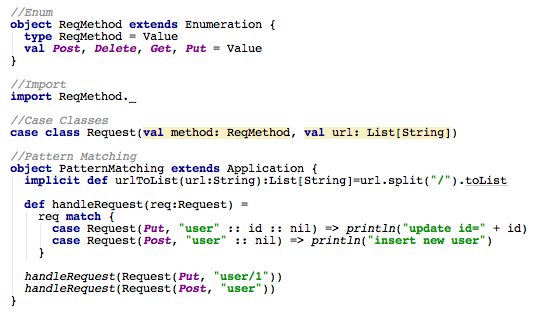 //Enum
object ReqMethod extends Enumeration {
  type ReqMethod = Value
  val Post, Delete, Get, Put = Value
}
//Import
import ReqMethod._
//Case Classes
case class Request(val method: ReqMethod, val url: List[String])
//Pattern Matching
object PatternMatching extends Application {
  implicit def urlToList(url:String):List[String]=url.split("/").toList
  def handleRequest(req:Request) =
    req match {
      case Request(Put, "user" :: id :: nil) => println("update id=" + id)
      case Request(Post, "user" :: nil) => println("insert new user")
    }
  handleRequest(Request(Put, "user/1"))
  handleRequest(Request(Post, "user"))
}